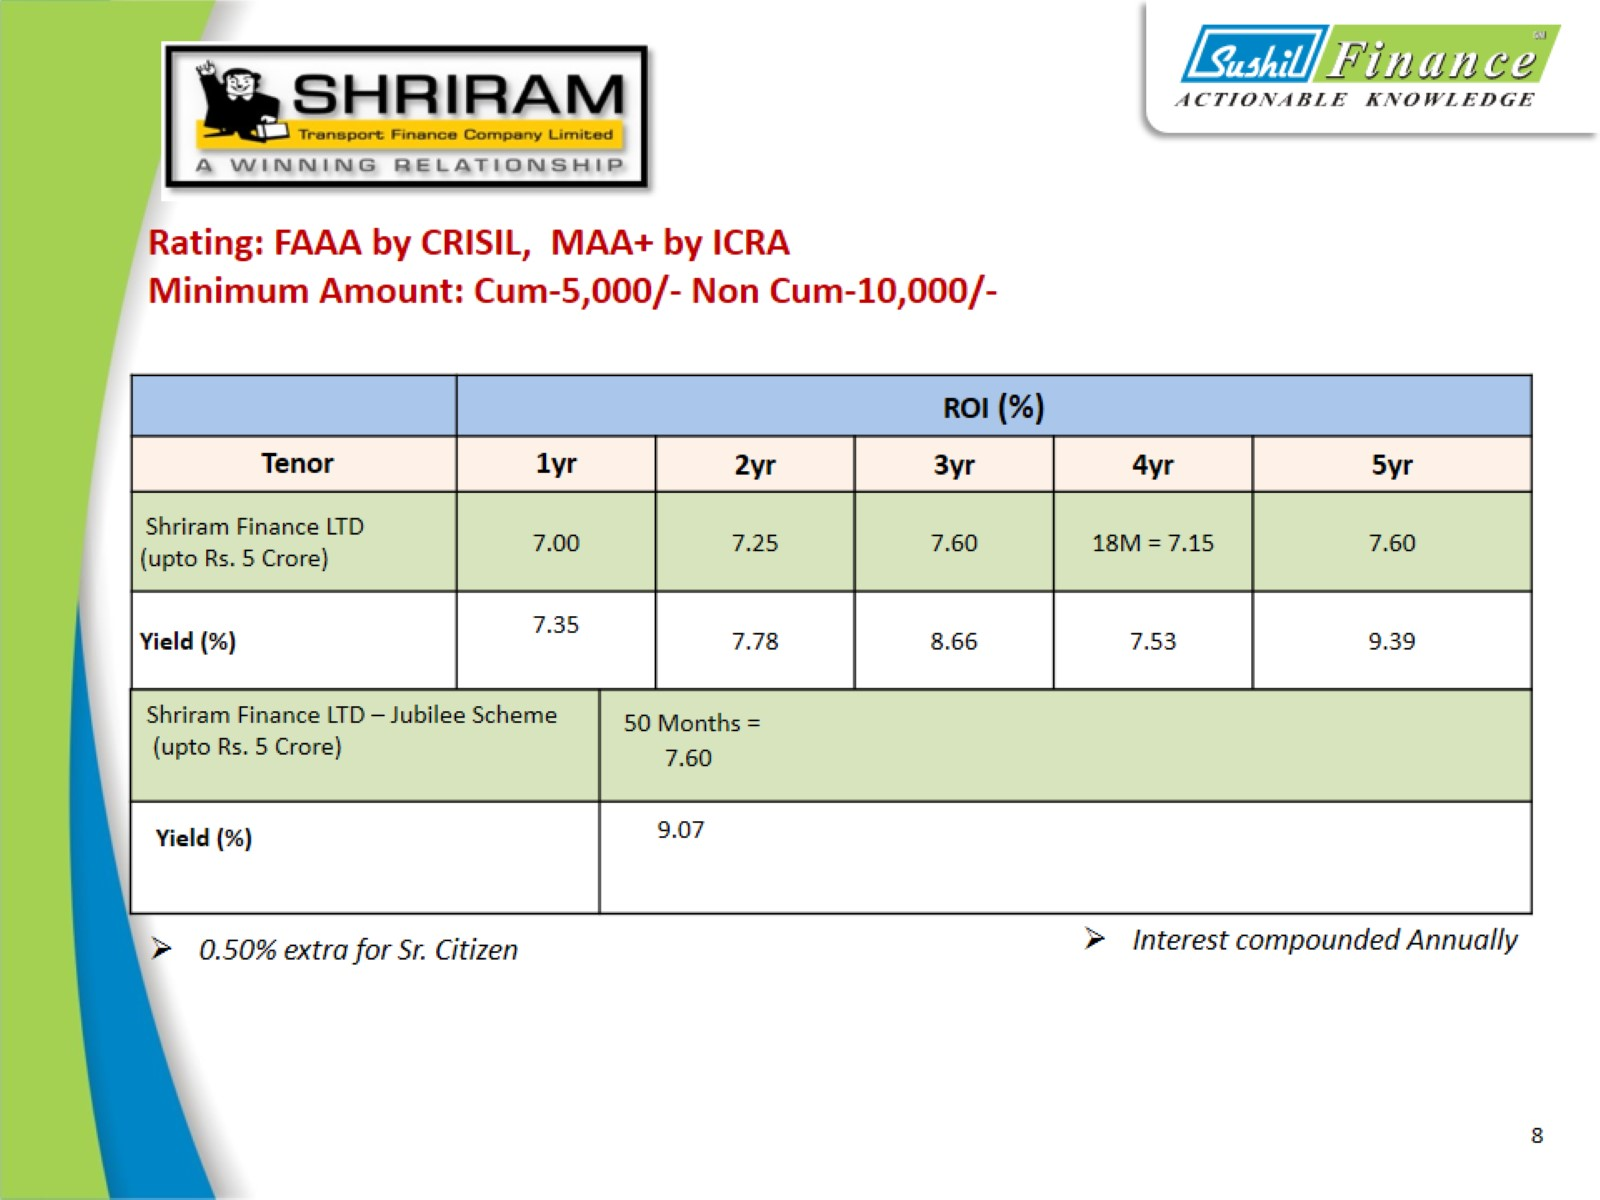 SHRIRAM
Transport Finance Company Limited
A WINNING RELATIONSHIP
Sushil Finance SM
ACTIONABLE KNOWLEDGE
Rating: FAAA by CRISIL, MAA+ by ICRA
Minimum Amount: Cum-5,000/- Non Cum-10,000/-
ROI (%)
Tenor 1yr 2yr 3yr 4yr 5yr
Shriram Finance LTD
(upto Rs. 5 Crore) 7.00 7.25 7.60 18M = 7.15 7.60
Yield (%) 7.35 7.78 8.66 7.53 9.39
Shriram Finance LTD – Jubilee Scheme
(upto Rs. 5 Crore)
50 Months =
7.60
Yield (%) 9.07
➢ 0.50% extra for Sr. Citizen
➢ Interest compounded Annually
8